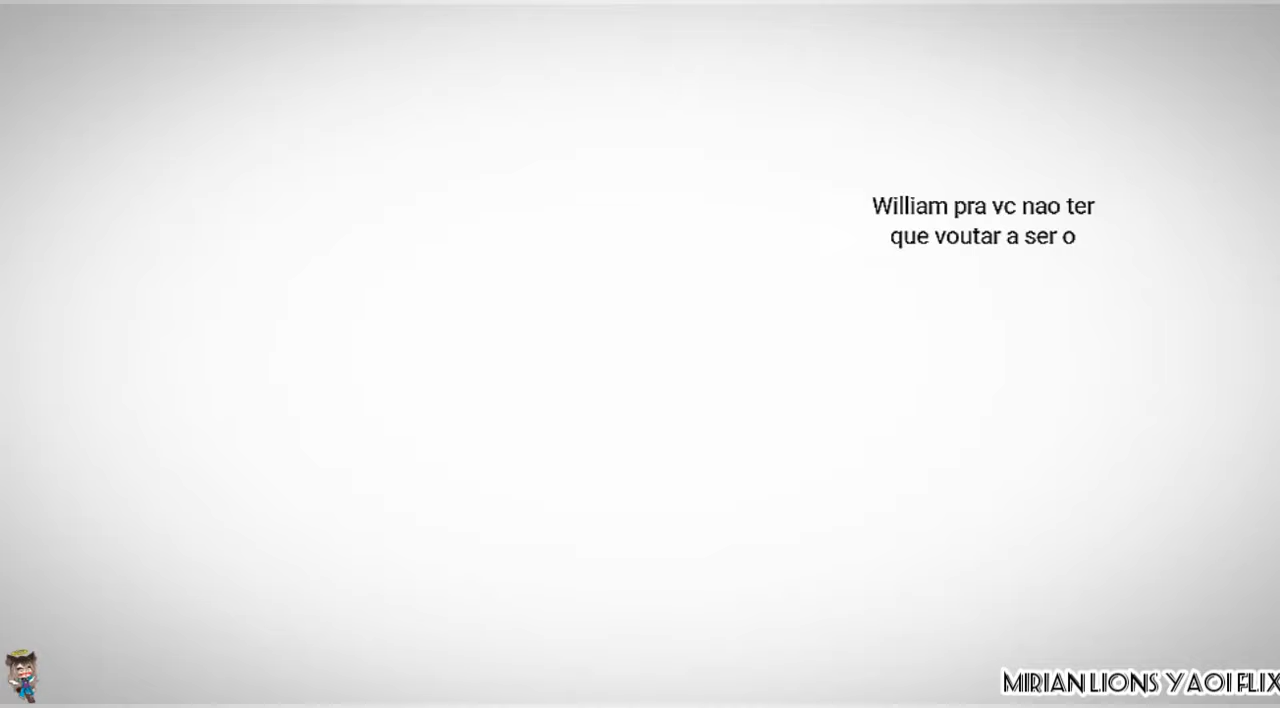 William pra vc nao ter
que voutar a ser o
MIRIAN LIONS YAOI FLIX